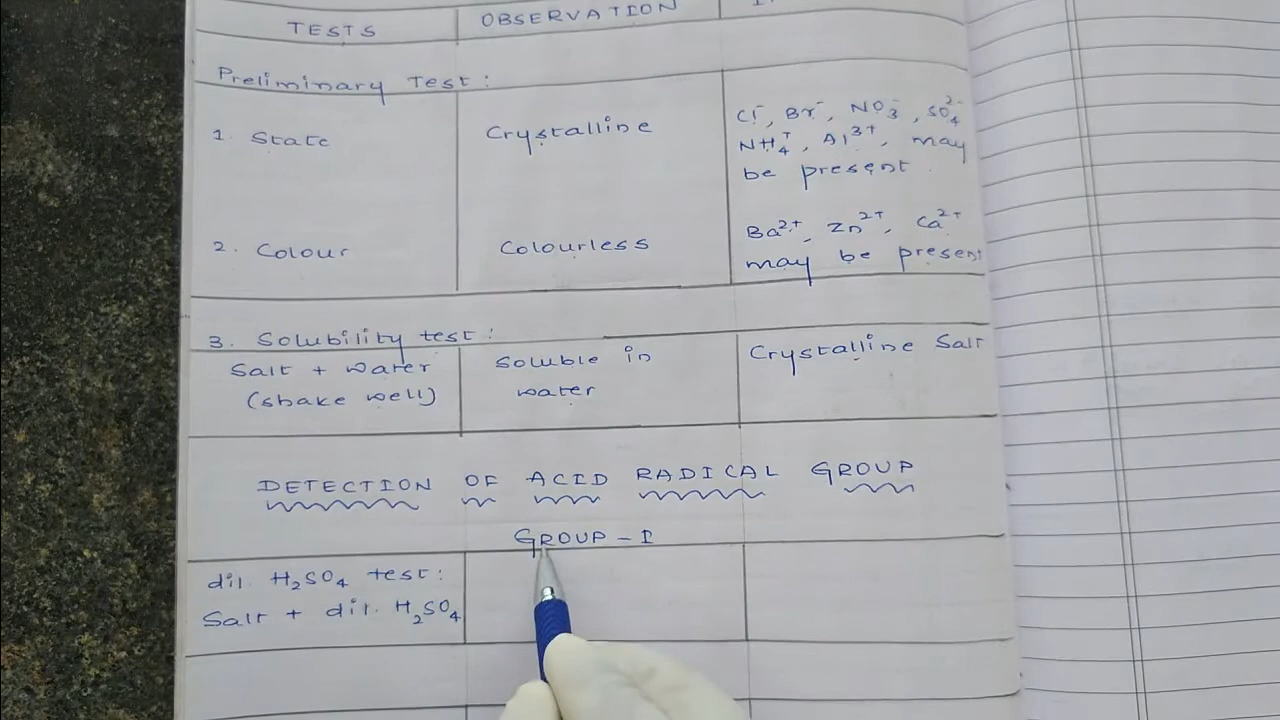 TESTS OBSERVATION
Preliminary Test:
1. State Crystalline Cl⁻, Br⁻, NO₃⁻, SO₄²⁻
NH₄⁺, Al³⁺, may
be present.
2. Colour Colourless Ba²⁺, Zn²⁺, Ca²⁺
may be present
3. Solubility test:
Salt + water Soluble in Crystalline Salt
(shake well) water
DETECTION OF ACID RADICAL GROUP
GROUP - I
dil. H₂SO₄ test:
Salt + dil. H₂SO₄